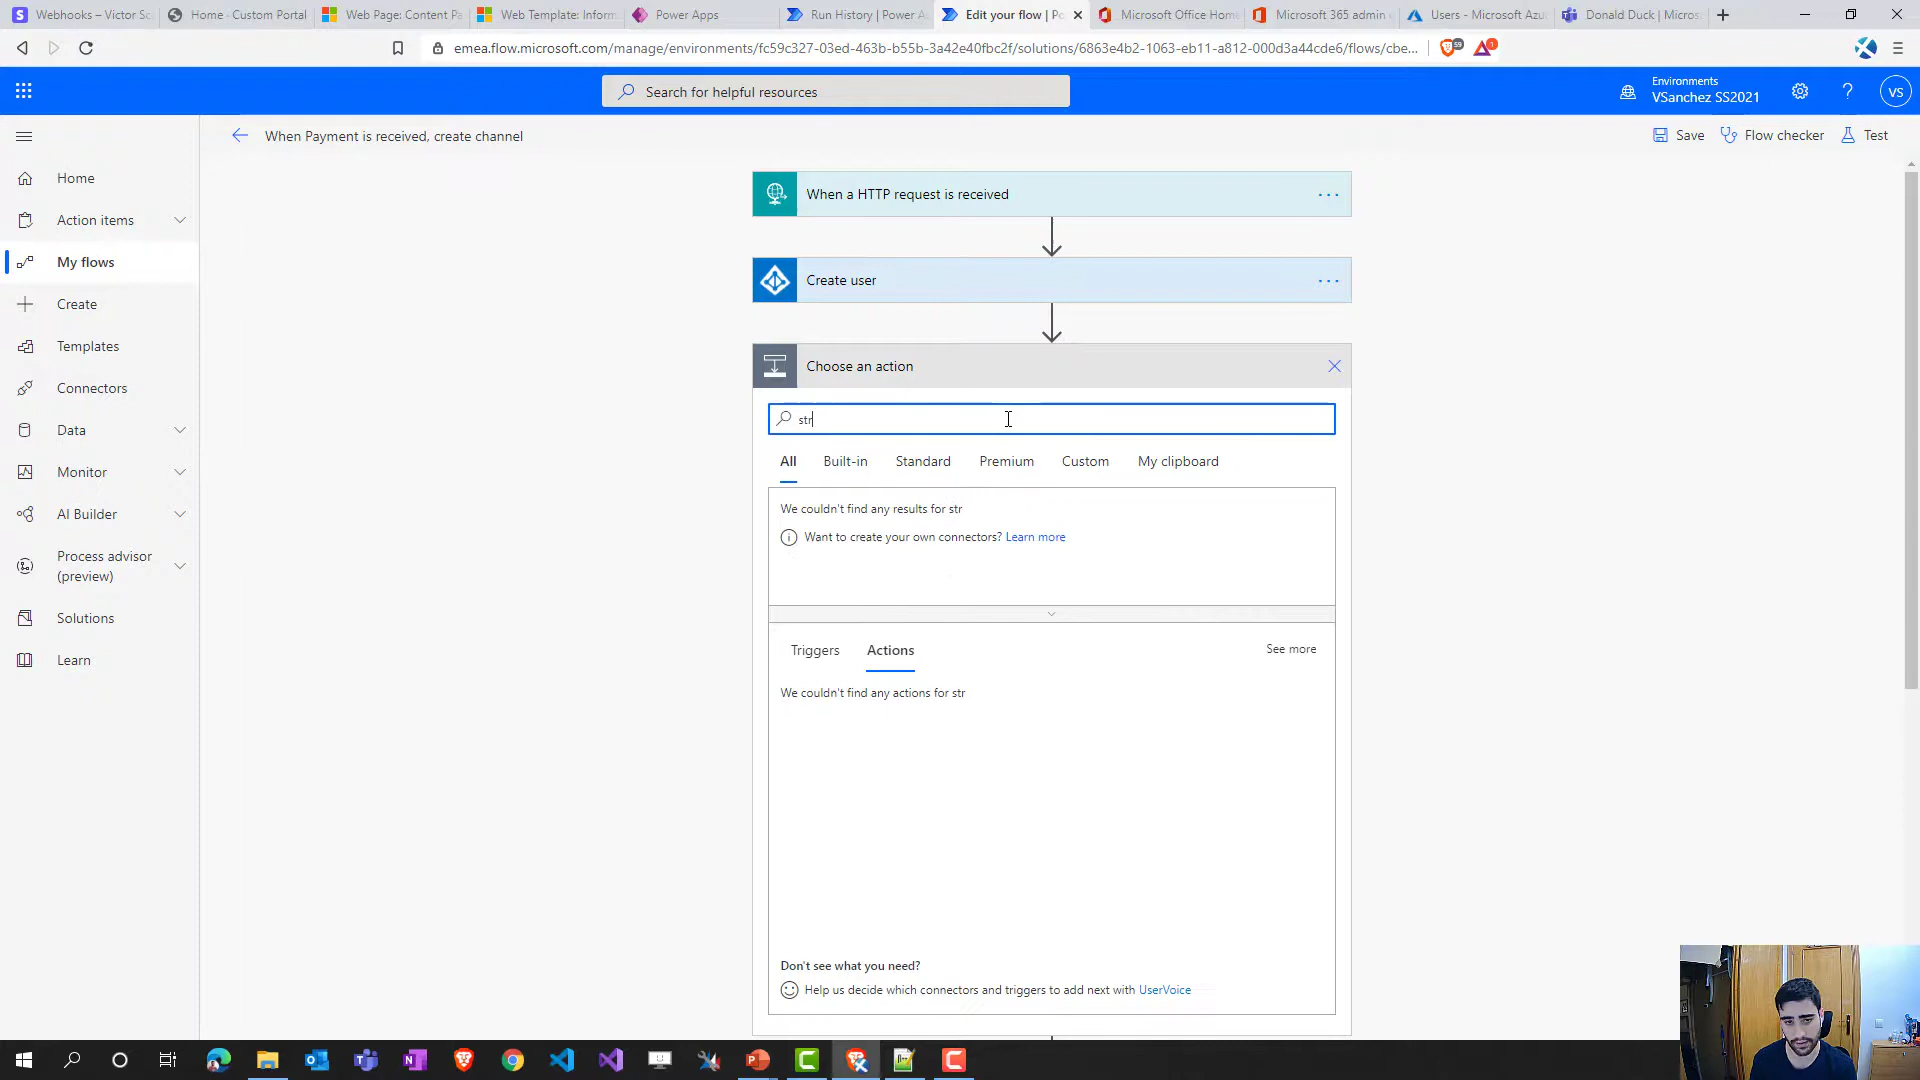 Webhooks – Victor Sc
Home - Custom Portal
Web Page: Content Pa
Web Template: Inform
Power Apps
Run History | Power A
Edit your flow | Po
Microsoft Office Home
Microsoft 365 admin
Users - Microsoft Azu
Donald Duck | Micros
emea.flow.microsoft.com/manage/environments/fc59c327-03ed-463b-b55b-3a42e40fbc2f/solutions/6863e4b2-1063-eb11-a812-000d3a44cde6/flows/cbe...
59
1
Search for helpful resources
Environments
VSanchez SS2021
VS
When Payment is received, create channel
Save
Flow checker
Test
Home
Action items
My flows
Create
Templates
Connectors
Data
Monitor
AI Builder
Process advisor
(preview)
Solutions
Learn
When a HTTP request is received
Create user
Choose an action
str
All
Built-in
Standard
Premium
Custom
My clipboard
We couldn't find any results for str
Want to create your own connectors? Learn more
Triggers
Actions
See more
We couldn't find any actions for str
Don't see what you need?
Help us decide which connectors and triggers to add next with UserVoice